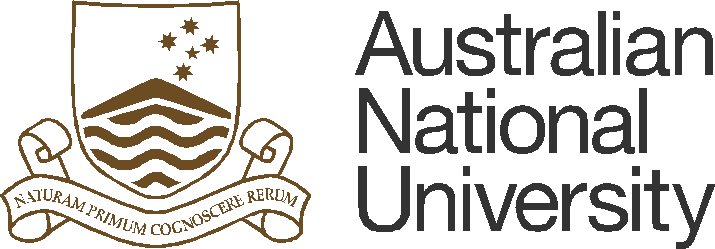 Australian
National
University
NATURAM PRIMUM COGNOSCERE RERUM